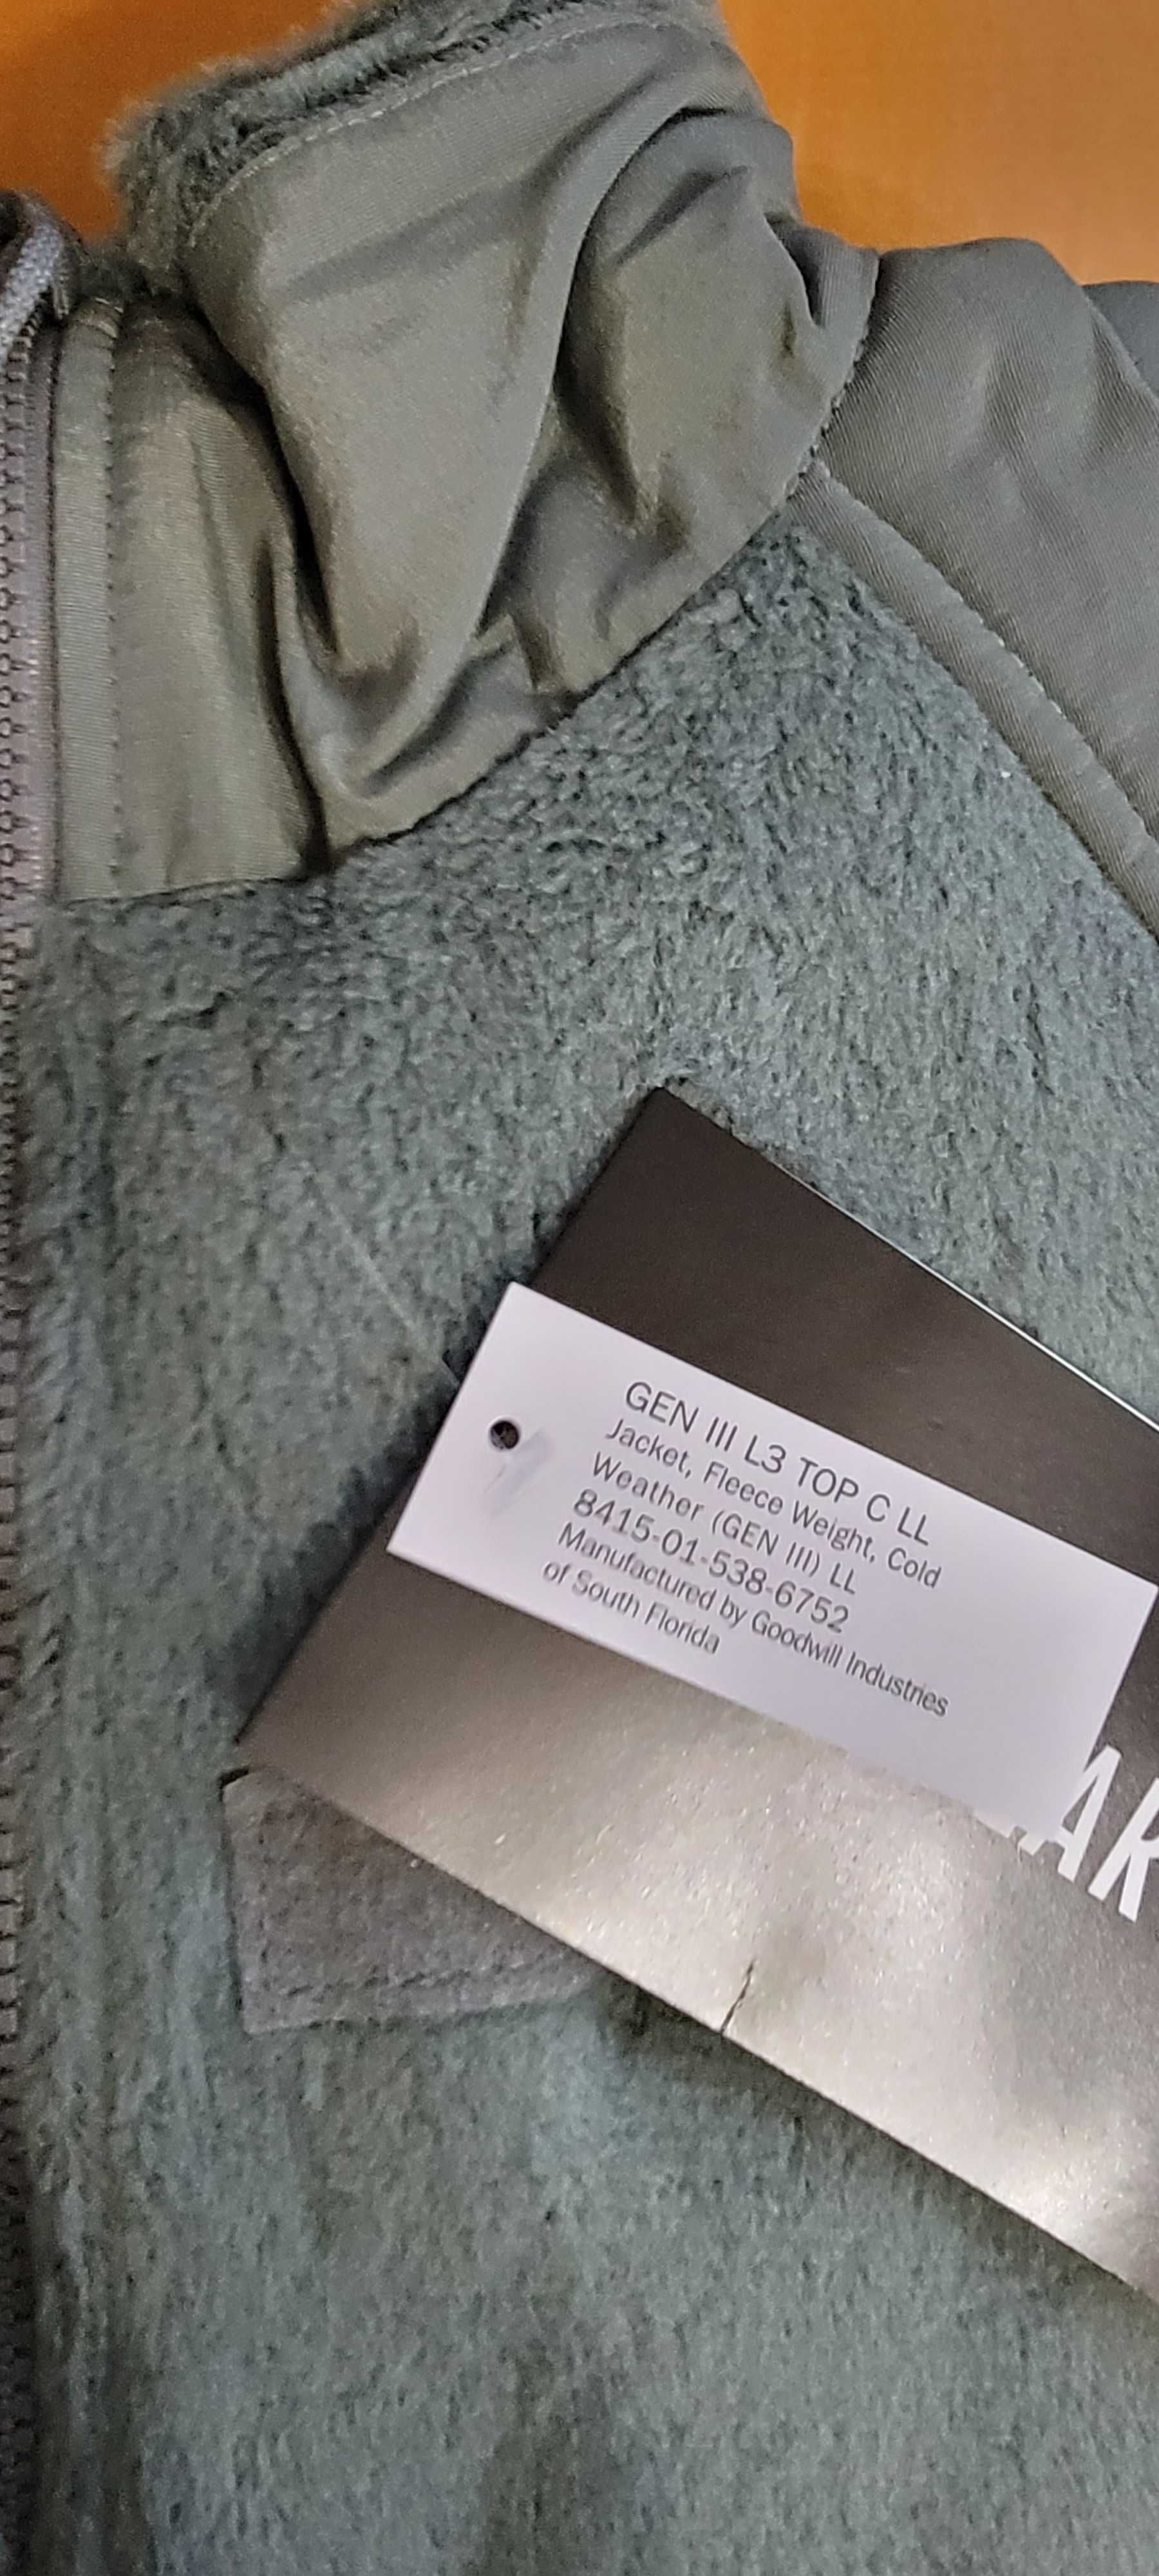 GEN III L3 TOP C LL
Jacket, Fleece Weight, Cold
Weather (GEN III) LL
8415-01-538-6752
Manufactured by Goodwill Industries
of South Florida